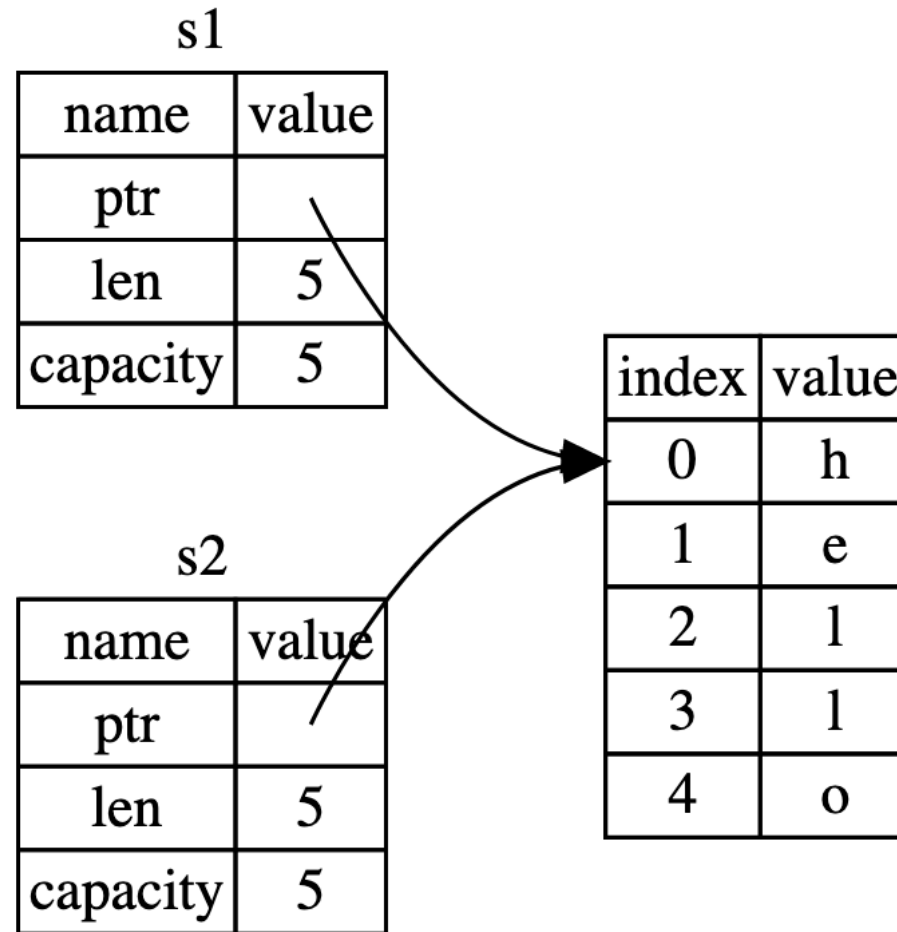 s1
name value
ptr
len 5
capacity 5
s2
name value
ptr
len 5
capacity 5
index value
0 h
1 e
2 l
3 l
4 o